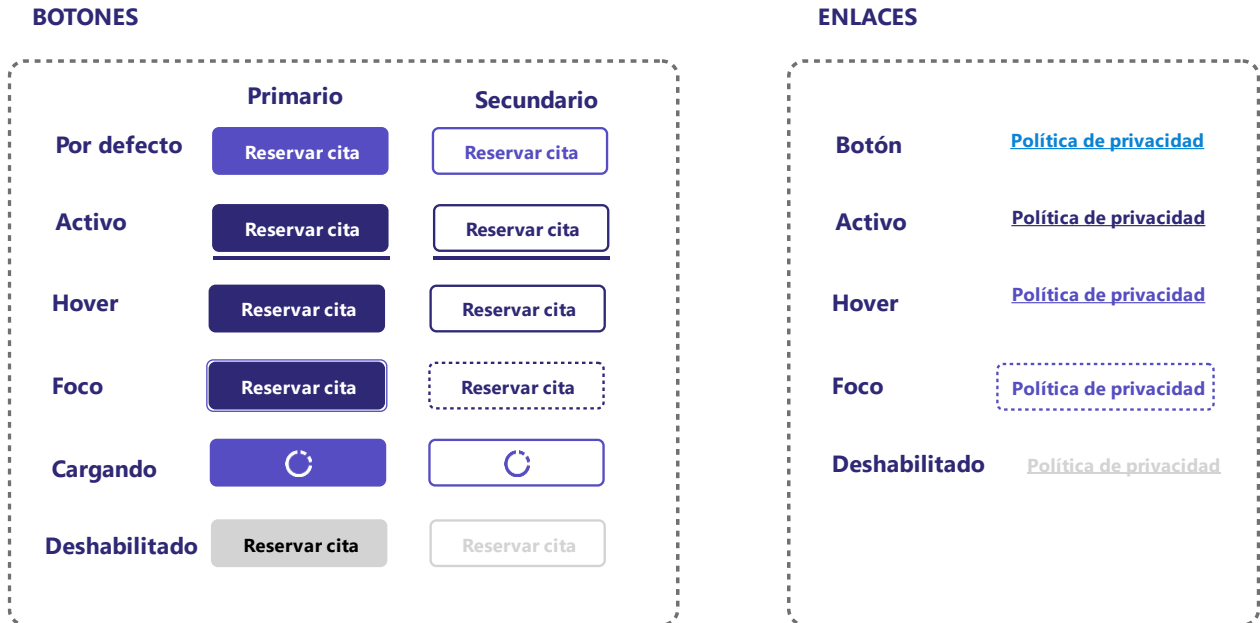 BOTONES
Primario Secundario
Por defecto Reservar cita Reservar cita
Activo Reservar cita Reservar cita
Hover Reservar cita Reservar cita
Foco Reservar cita Reservar cita
Cargando
Deshabilitado Reservar cita Reservar cita
ENLACES
Botón Política de privacidad
Activo Política de privacidad
Hover Política de privacidad
Foco Política de privacidad
Deshabilitado Política de privacidad